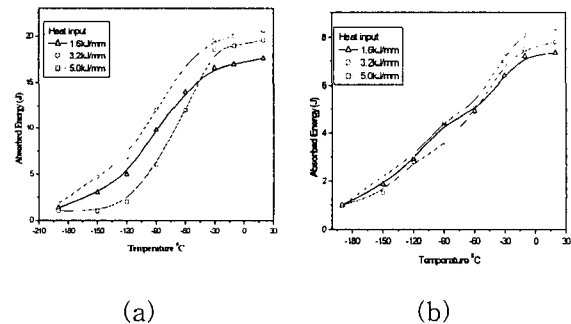 Heat input
1.6kJ/mm
3.2kJ/mm
5.0kJ/mm
20
15
10
5
0
Absorbed Energy (J)
-210 -180 -150 -120 -90 -60 -30 0 30
Temperature °C
(a)
Heat input
1.6kJ/mm
3.2kJ/mm
5.0kJ/mm
8
6
4
2
Absorbed Energy (J)
-180 -150 -120 -90 -60 -30 0 30
Temperature °C
(b)